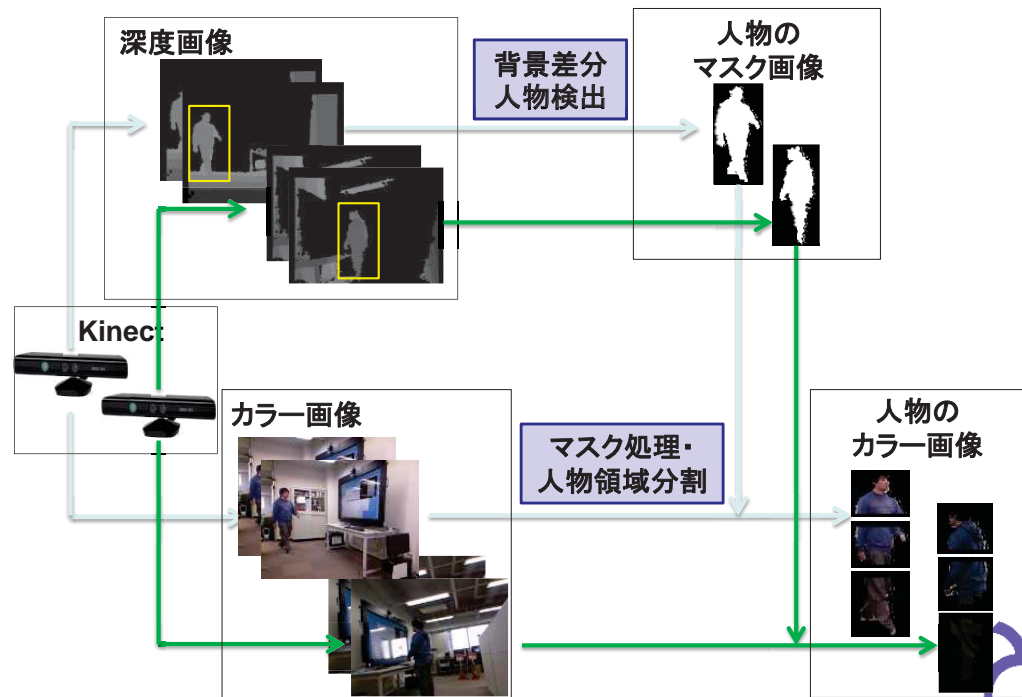 深度画像
背景差分
人物検出
人物の
マスク画像
Kinect
カラー画像
マスク処理・
人物領域分割
人物の
カラー画像